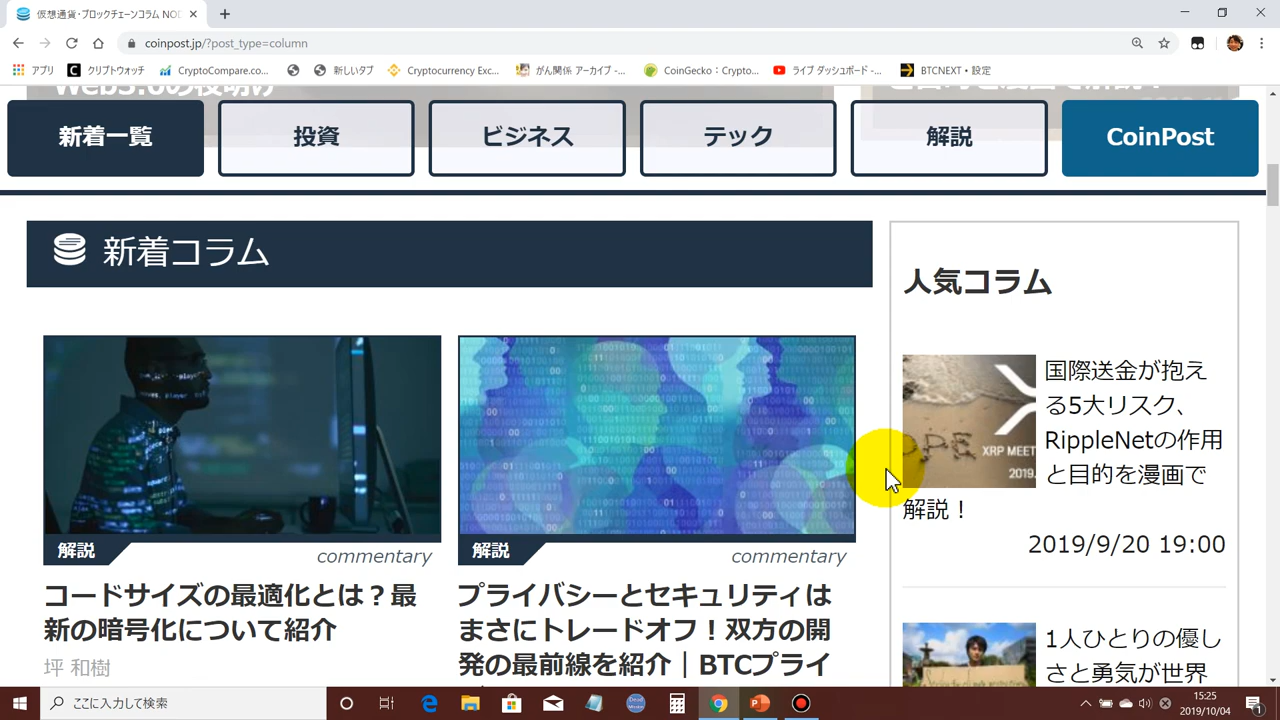 仮想通貨・ブロックチェーンコラム NOD
coinpost.jp/?post_type=column
アプリ
クリプトウォッチ
CryptoCompare.co...
新しいタブ
Cryptocurrency Exc...
がん関係 アーカイブ - ...
CoinGecko：Crypto...
ライブ ダッシュボード - ...
BTCNEXT・設定
Web3.0の夜明け
新着一覧
投資
ビジネス
テック
解説
CoinPost
新着コラム
解説
commentary
コードサイズの最適化とは？最
新の暗号化について紹介
坪 和樹
解説
commentary
プライバシーとセキュリティは
まさにトレードオフ！双方の開
発の最前線を紹介｜BTCプライ
人気コラム
XRP MEET
2019.
国際送金が抱え
る5大リスク、
RippleNetの作用
と目的を漫画で
解説！
2019/9/20 19:00
1人ひとりの優し
さと勇気が世界
ここに入力して検索
15:25
2019/10/04